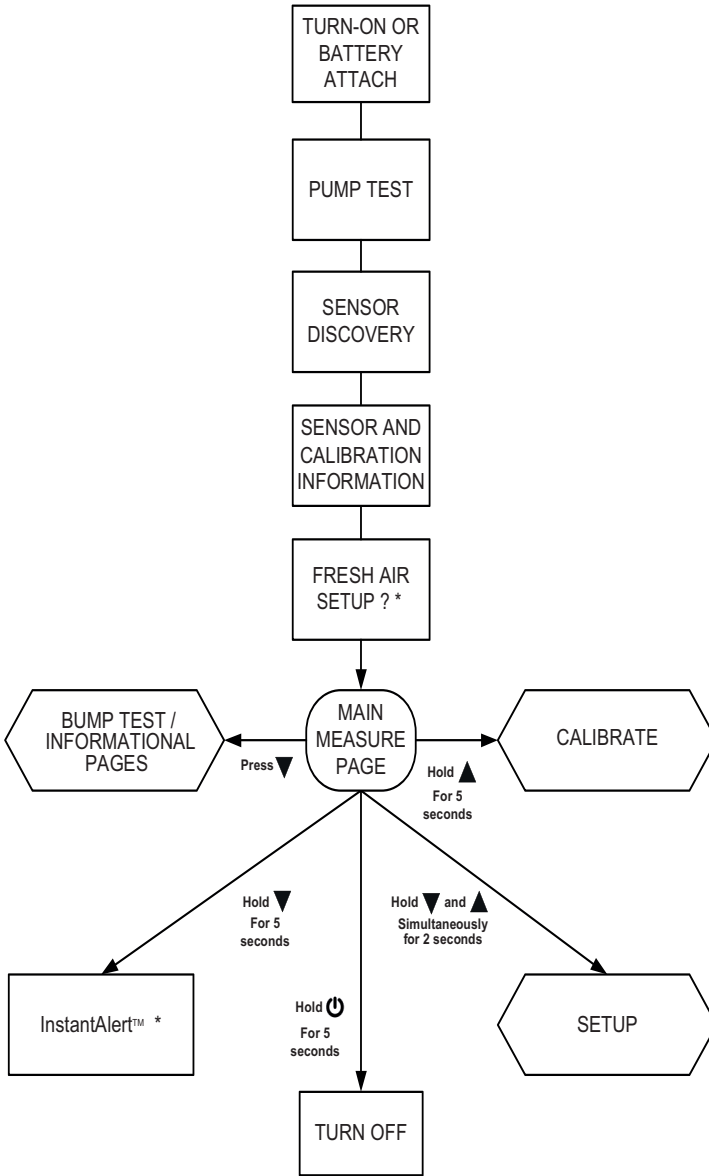 TURN-ON OR
BATTERY
ATTACH
PUMP TEST
SENSOR
DISCOVERY
SENSOR AND
CALIBRATION
INFORMATION
FRESH AIR
SETUP ? *
BUMP TEST /
INFORMATIONAL
PAGES
Press ▼
MAIN
MEASURE
PAGE
Hold ▲
For 5
seconds
CALIBRATE
Hold ▼
For 5
seconds
Hold ▼ and ▲
Simultaneously
for 2 seconds
InstantAlert™ *
Hold ⏻
For 5
seconds
SETUP
TURN OFF